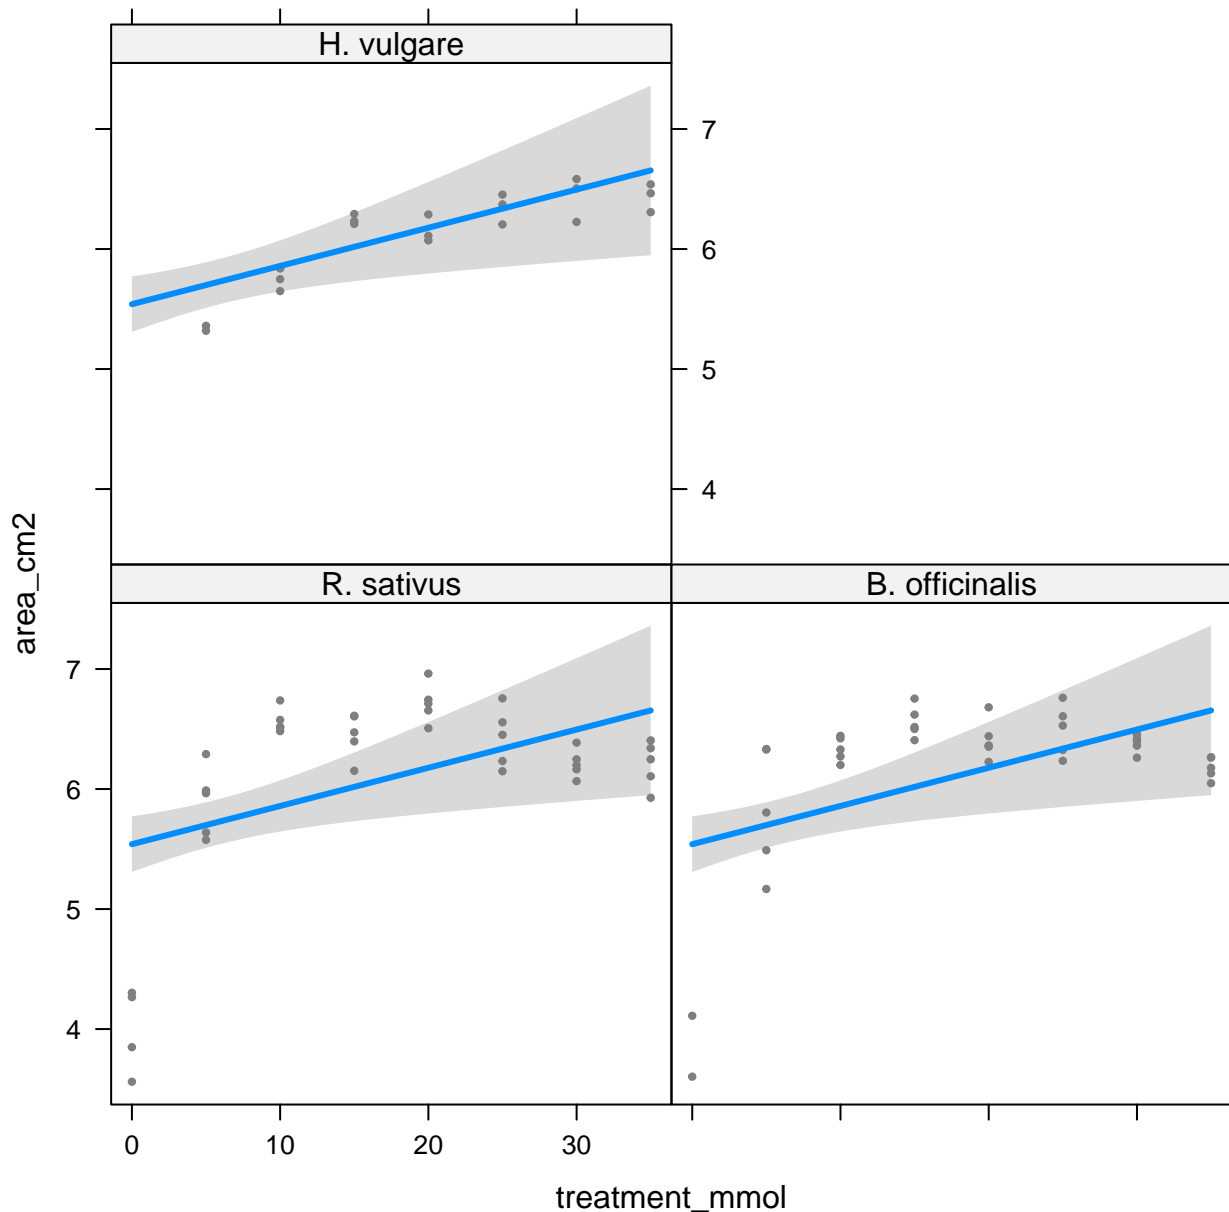 H. vulgare
7
6
5
4
area_cm2
R. sativus
B. officinalis
7
6
5
4
0 10 20 30
treatment_mmol